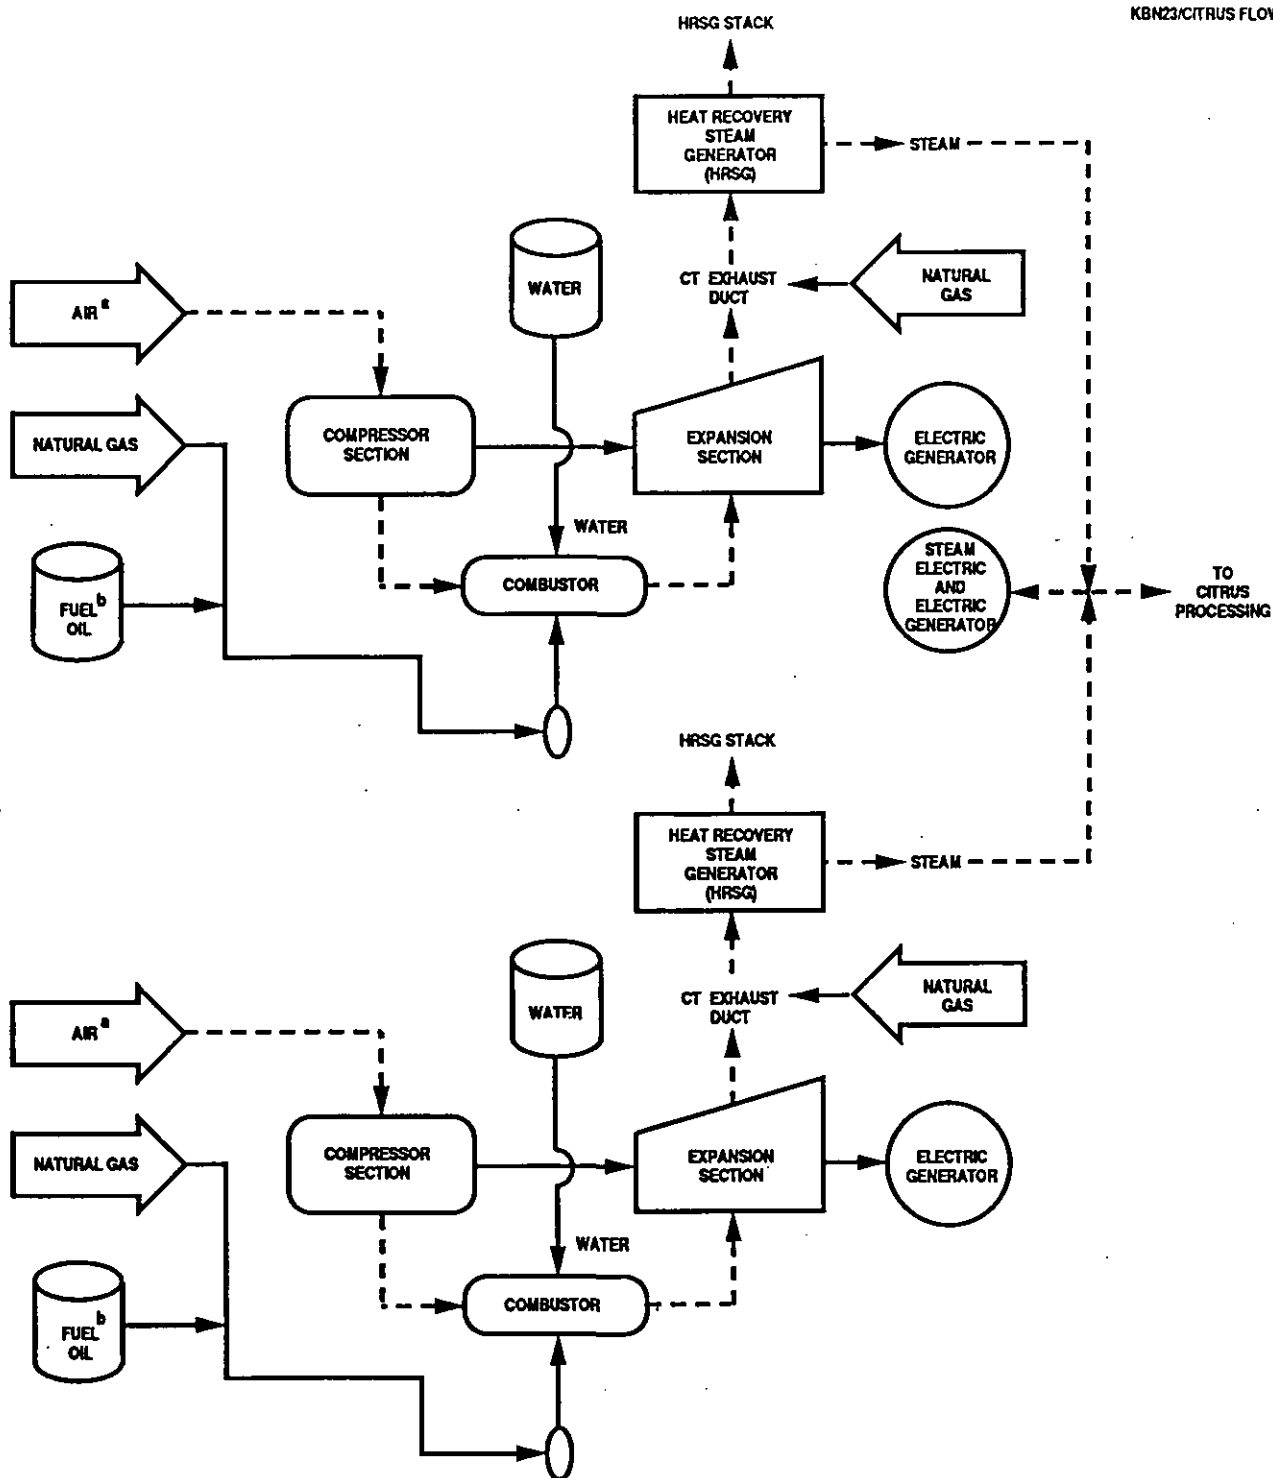 KBN23/CITRUS FLOW
HRSG STACK
HEAT RECOVERY
STEAM
GENERATOR
(HRSG)
STEAM
WATER
CT EXHAUST
DUCT
NATURAL
GAS
AIR a
NATURAL GAS
COMPRESSOR
SECTION
EXPANSION
SECTION
ELECTRIC
GENERATOR
WATER
COMBUSTOR
FUEL b
OIL
STEAM
ELECTRIC
AND
ELECTRIC
GENERATOR
TO
CITRUS
PROCESSING
HRSG STACK
HEAT RECOVERY
STEAM
GENERATOR
(HRSG)
STEAM
WATER
CT EXHAUST
DUCT
NATURAL
GAS
AIR a
NATURAL GAS
COMPRESSOR
SECTION
EXPANSION
SECTION
ELECTRIC
GENERATOR
WATER
COMBUSTOR
FUEL b
OIL